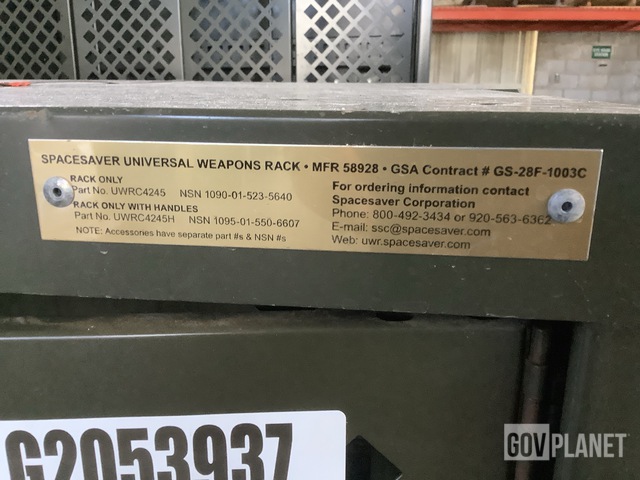 SPACESAVER UNIVERSAL WEAPONS RACK • MFR 58928 • GSA Contract # GS-28F-1003C
RACK ONLY
Part No. UWRC4245 NSN 1090-01-523-5640
RACK ONLY WITH HANDLES
Part No. UWRC4245H NSN 1095-01-550-6607
NOTE: Accessories have separate part #s & NSN #s
For ordering information contact
Spacesaver Corporation
Phone: 800-492-3434 or 920-563-6362
E-mail: ssc@spacesaver.com
Web: uwr.spacesaver.com
G2053937
GOVPLANET